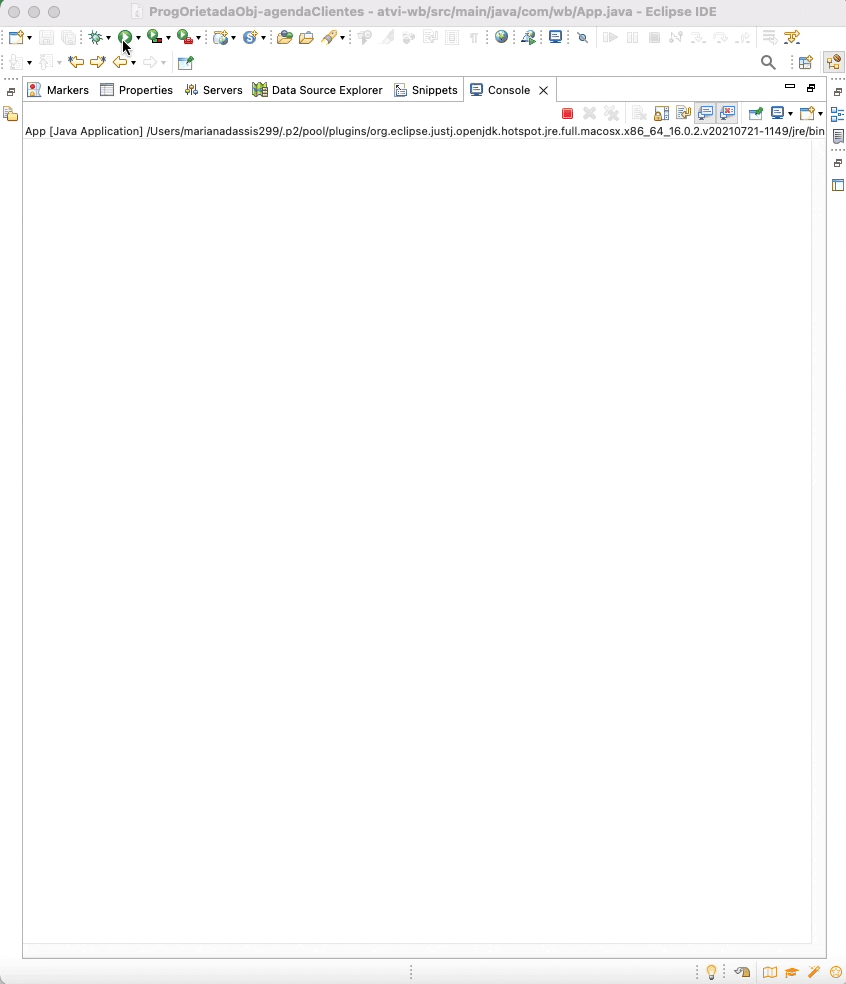 ProgOrietadaObj-agendaClientes - atvi-wb/src/main/java/com/wb/App.java - Eclipse IDE
Markers Properties Servers Data Source Explorer Snippets Console
App [Java Application] /Users/marianadassis299/.p2/pool/plugins/org.eclipse.justj.openjdk.hotspot.jre.full.macosx.x86_64_16.0.2.v20210721-1149/jre/bin